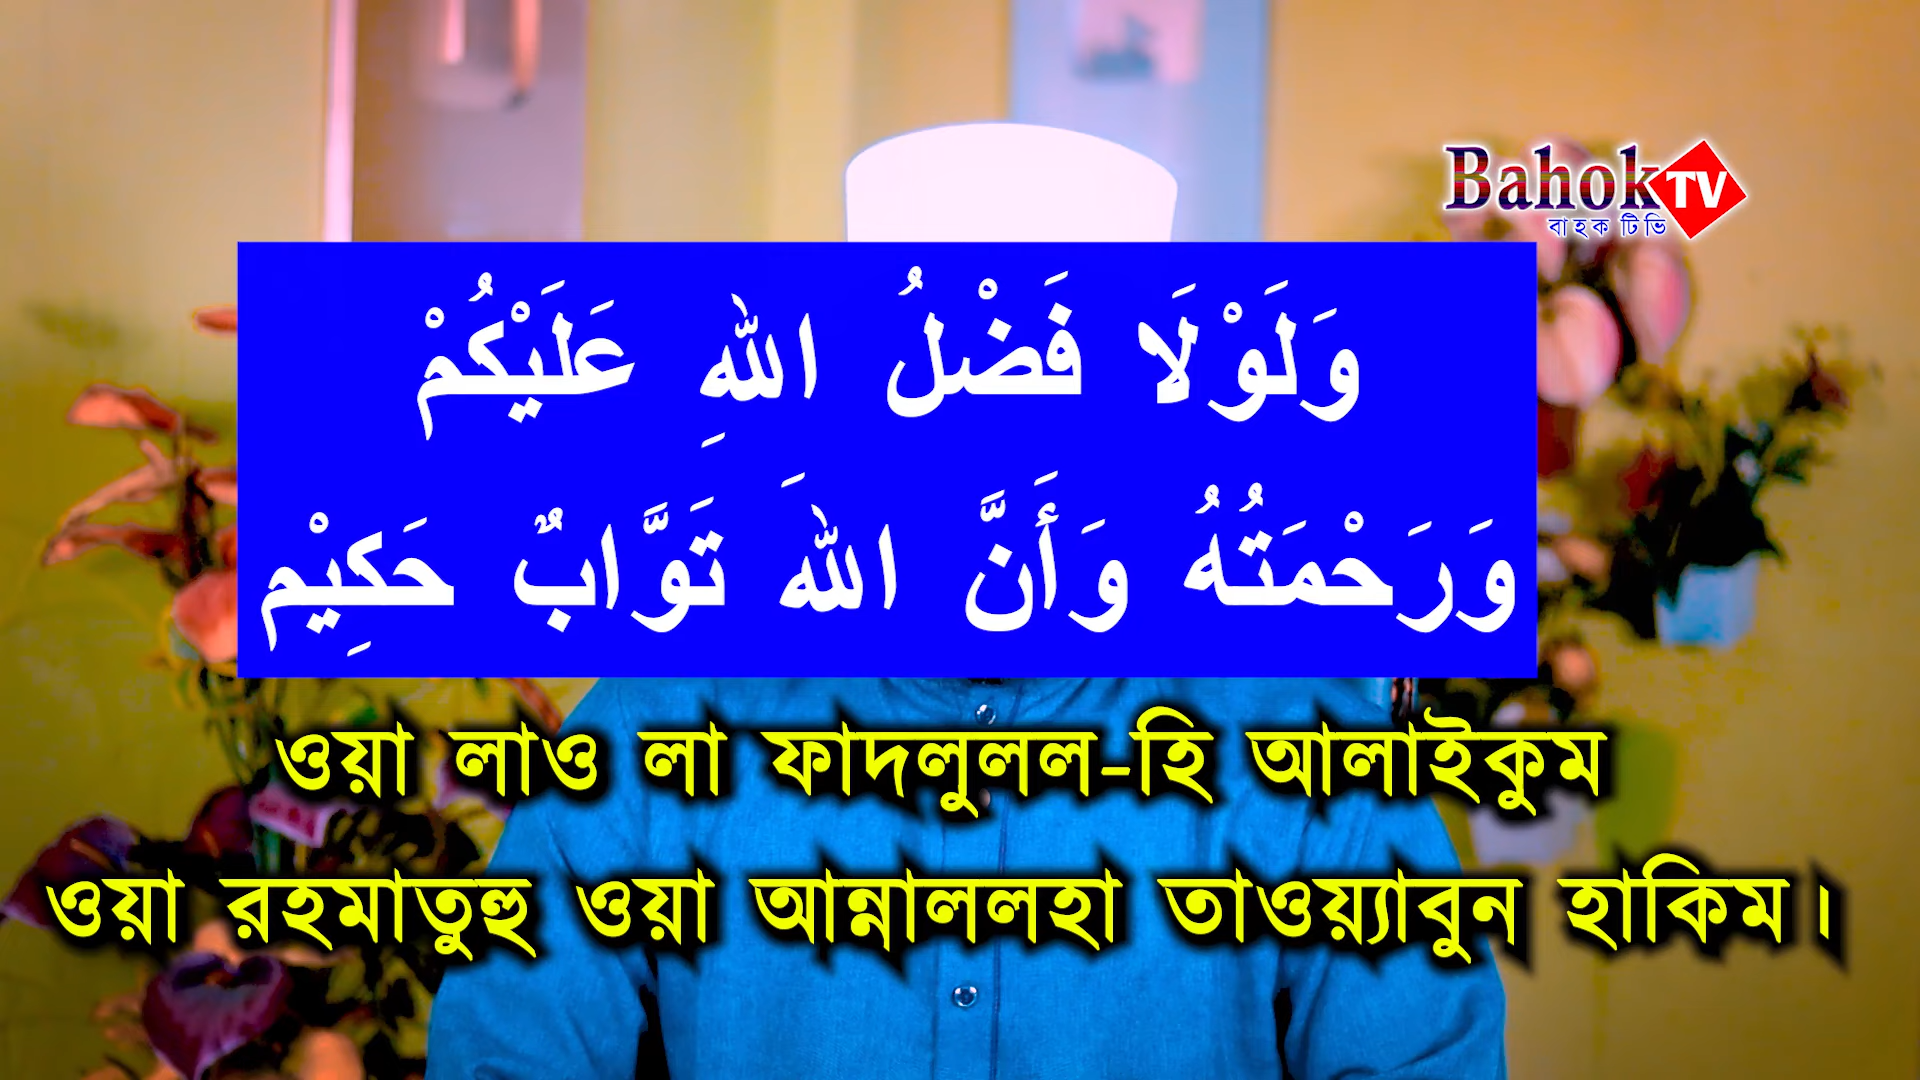 Bahok TV
বাহক টিভি
وَلَوْلَا فَضْلُ اللهِ عَلَيْكُمْ
وَرَحْمَتُهُ وَأَنَّ اللهَ تَوَّابٌ حَكِيْم
ওয়া লাও লা ফাদলুলল-হি আলাইকুম
ওয়া রহমাতুহু ওয়া আন্নাললহা তাওয়্যাবুন হাকিম।